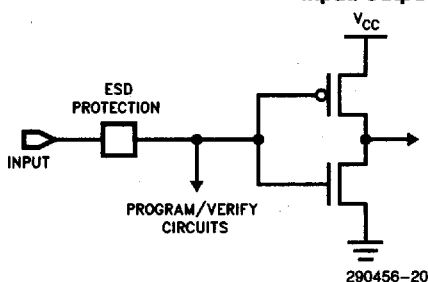 VCC
ESD
PROTECTION
INPUT
PROGRAM/VERIFY
CIRCUITS
290456-20